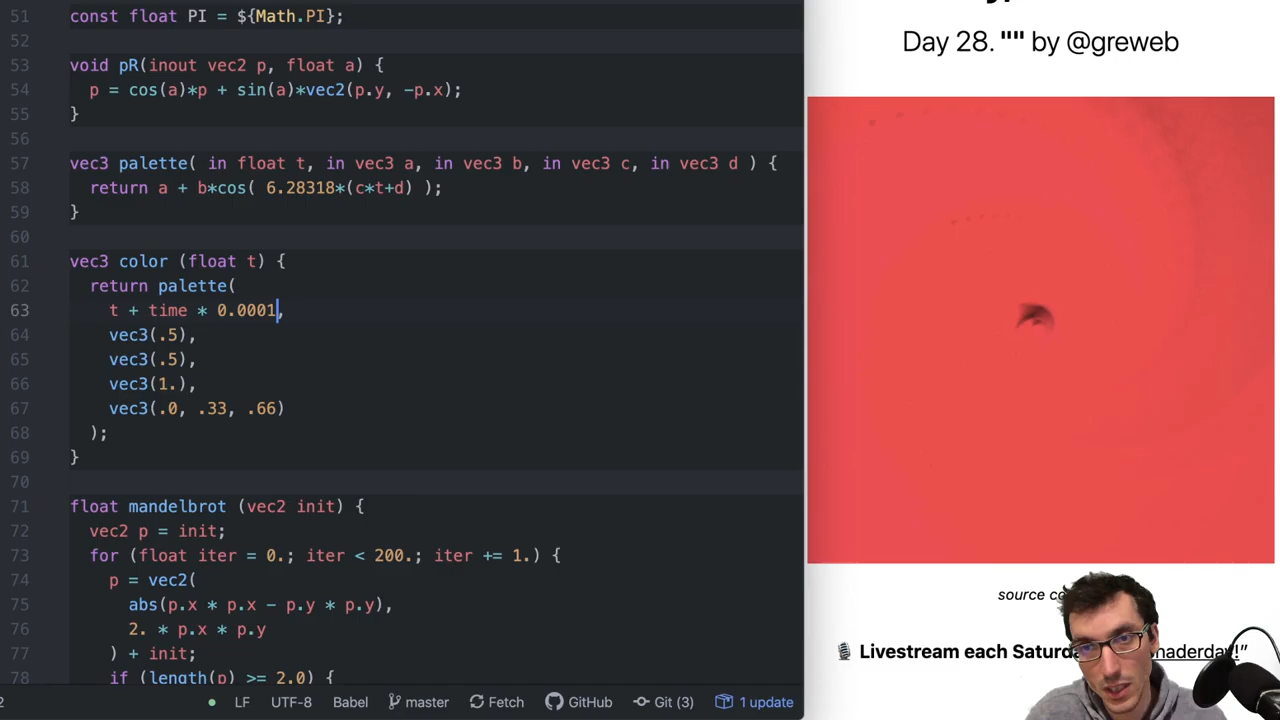 51 const float PI = ${Math.PI};
52
53 void pR(inout vec2 p, float a) {
54 p = cos(a)*p + sin(a)*vec2(p.y, -p.x);
55 }
56
57 vec3 palette( in float t, in vec3 a, in vec3 b, in vec3 c, in vec3 d ) {
58 return a + b*cos( 6.28318*(c*t+d) );
59 }
60
61 vec3 color (float t) {
62 return palette(
63 t + time * 0.0001,
64 vec3(.5),
65 vec3(.5),
66 vec3(1.),
67 vec3(.0, .33, .66)
68 );
69 }
70
71 float mandelbrot (vec2 init) {
72 vec2 p = init;
73 for (float iter = 0.; iter < 200.; iter += 1.) {
74 p = vec2(
75 abs(p.x * p.x - p.y * p.y),
76 2. * p.x * p.y
77 ) + init;
78 if (length(p) >= 2.0) {
2 LF UTF-8 Babel master Fetch GitHub Git (3) 1 update
Day 28. "" by @greweb
source
Livestream each